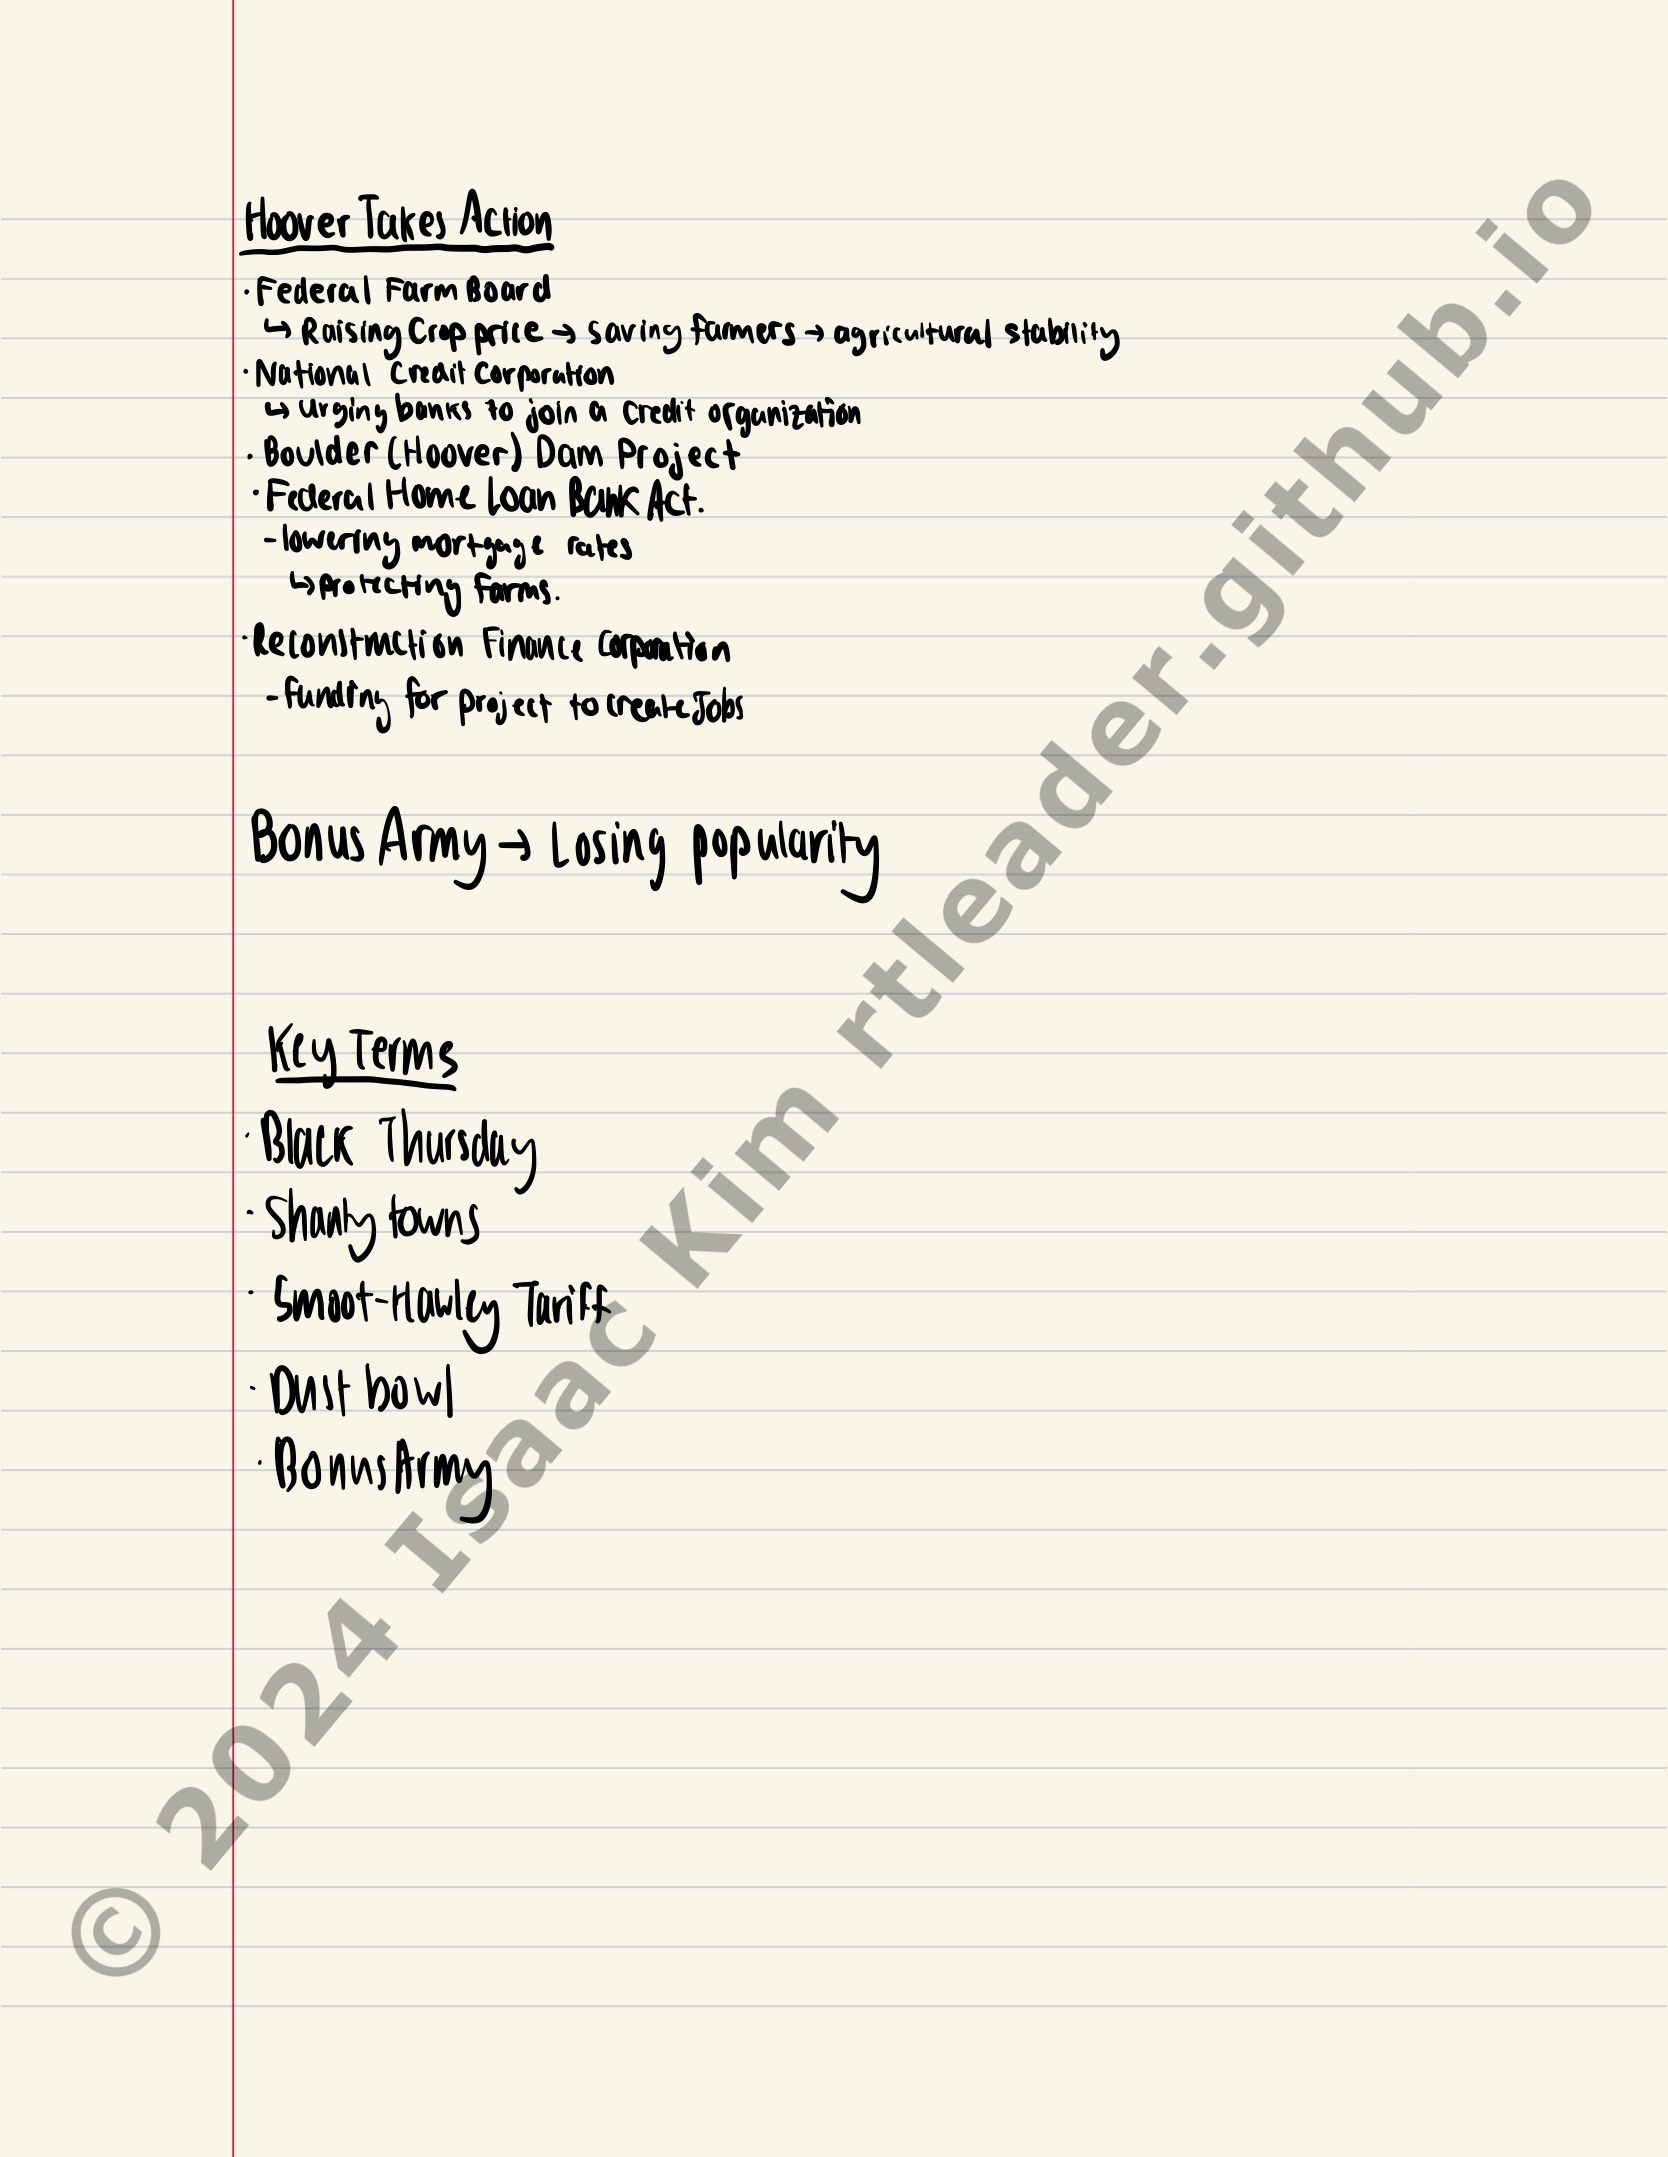 Hoover Takes Action
· Federal Farm Board
↳ Raising Crop price → saving farmers → agricultural stability
· National Credit Corporation
↳ urging banks to join a credit organization
· Boulder (Hoover) Dam Project
· Federal Home Loan Bank Act.
- lowering mortgage rates
↳ protecting farms.
· Reconstruction Finance Corporation
- funding for project to create Jobs
Bonus Army → Losing popularity
Key Terms
· Black Thursday
· Shanty towns
· Smoot-Hawley Tariff
· Dust bowl
· Bonus Army
© 2024 Isaac Kim rtleader.github.io